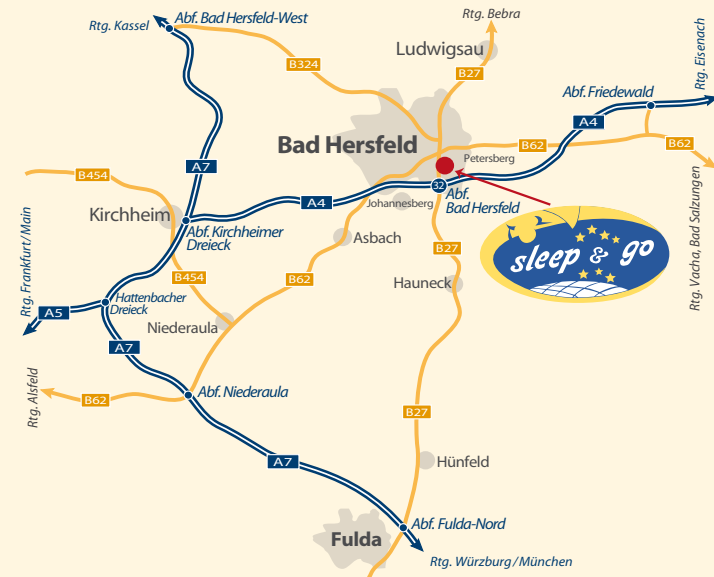 Rtg. Bebra
Abf. Bad Hersfeld-West
Rtg. Kassel
Ludwigsau
Rtg. Eisenach
B324
B27
Abf. Friedewald
A4
Bad Hersfeld
B62
B62
Petersberg
A7
B454
32
Abf.
Bad Hersfeld
Johannesberg
A4
Kirchheim
Abf. Kirchheimer
Dreieck
Asbach
B27
sleep & go
Rtg. Vacha, Bad Salzungen
Rtg. Frankfurt/Main
B454
B62
Hauneck
Hattenbacher
Dreieck
A5
Niederaula
A7
Rtg. Alsfeld
B62
Abf. Niederaula
B27
A7
Hünfeld
Abf. Fulda-Nord
Fulda
Rtg. Würzburg/München